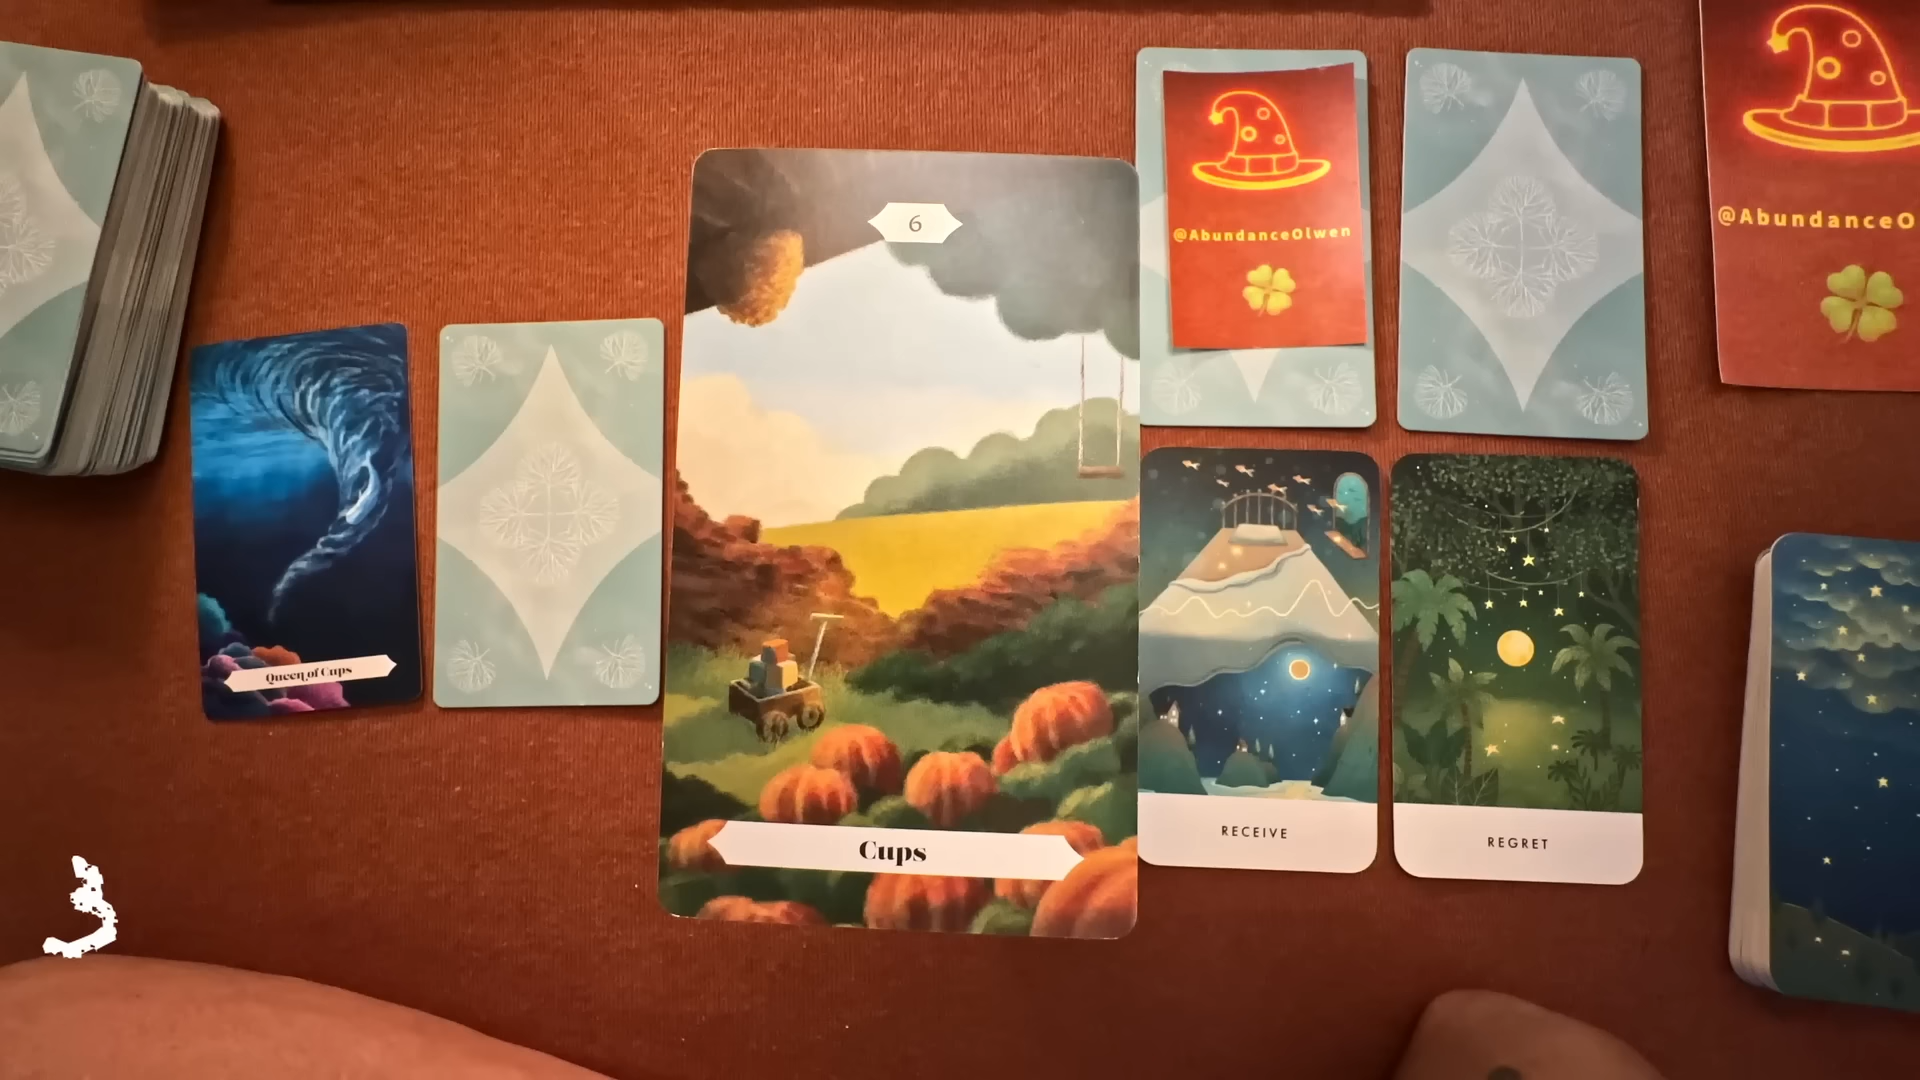 6
@AbundanceOlwen
@AbundanceO
Queen of Cups
Cups
RECEIVE
REGRET